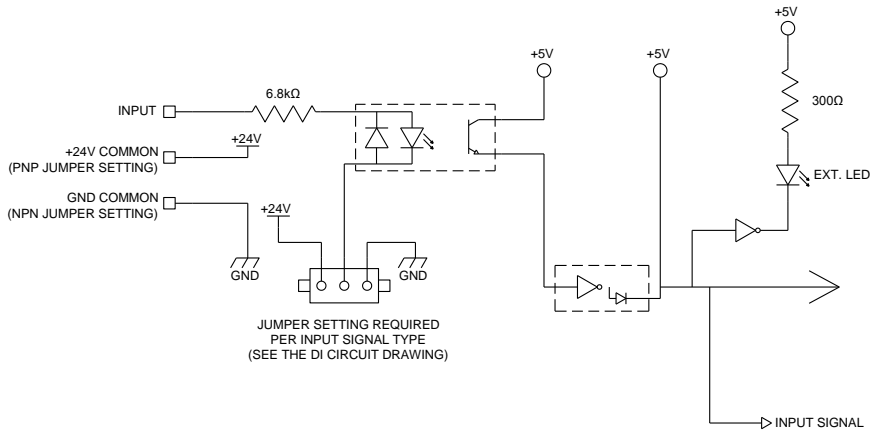 +5V
+5V
+5V
6.8kΩ
INPUT
300Ω
+24V
+24V COMMON
(PNP JUMPER SETTING)
EXT. LED
GND COMMON
(NPN JUMPER SETTING)
+24V
GND
GND
JUMPER SETTING REQUIRED
PER INPUT SIGNAL TYPE
(SEE THE DI CIRCUIT DRAWING)
INPUT SIGNAL